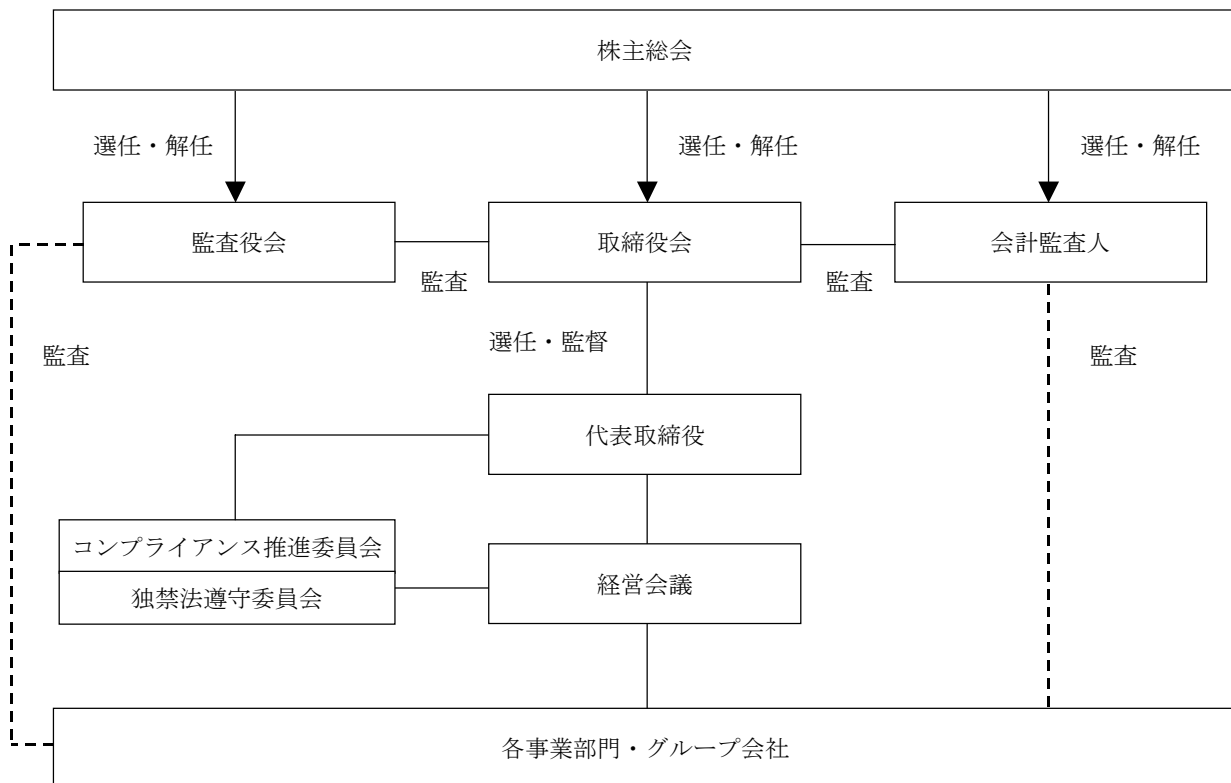 株主総会
選任・解任
選任・解任
選任・解任
監査役会
取締役会
会計監査人
監査
監査
選任・監督
監査
監査
代表取締役
コンプライアンス推進委員会
独禁法遵守委員会
経営会議
各事業部門・グループ会社